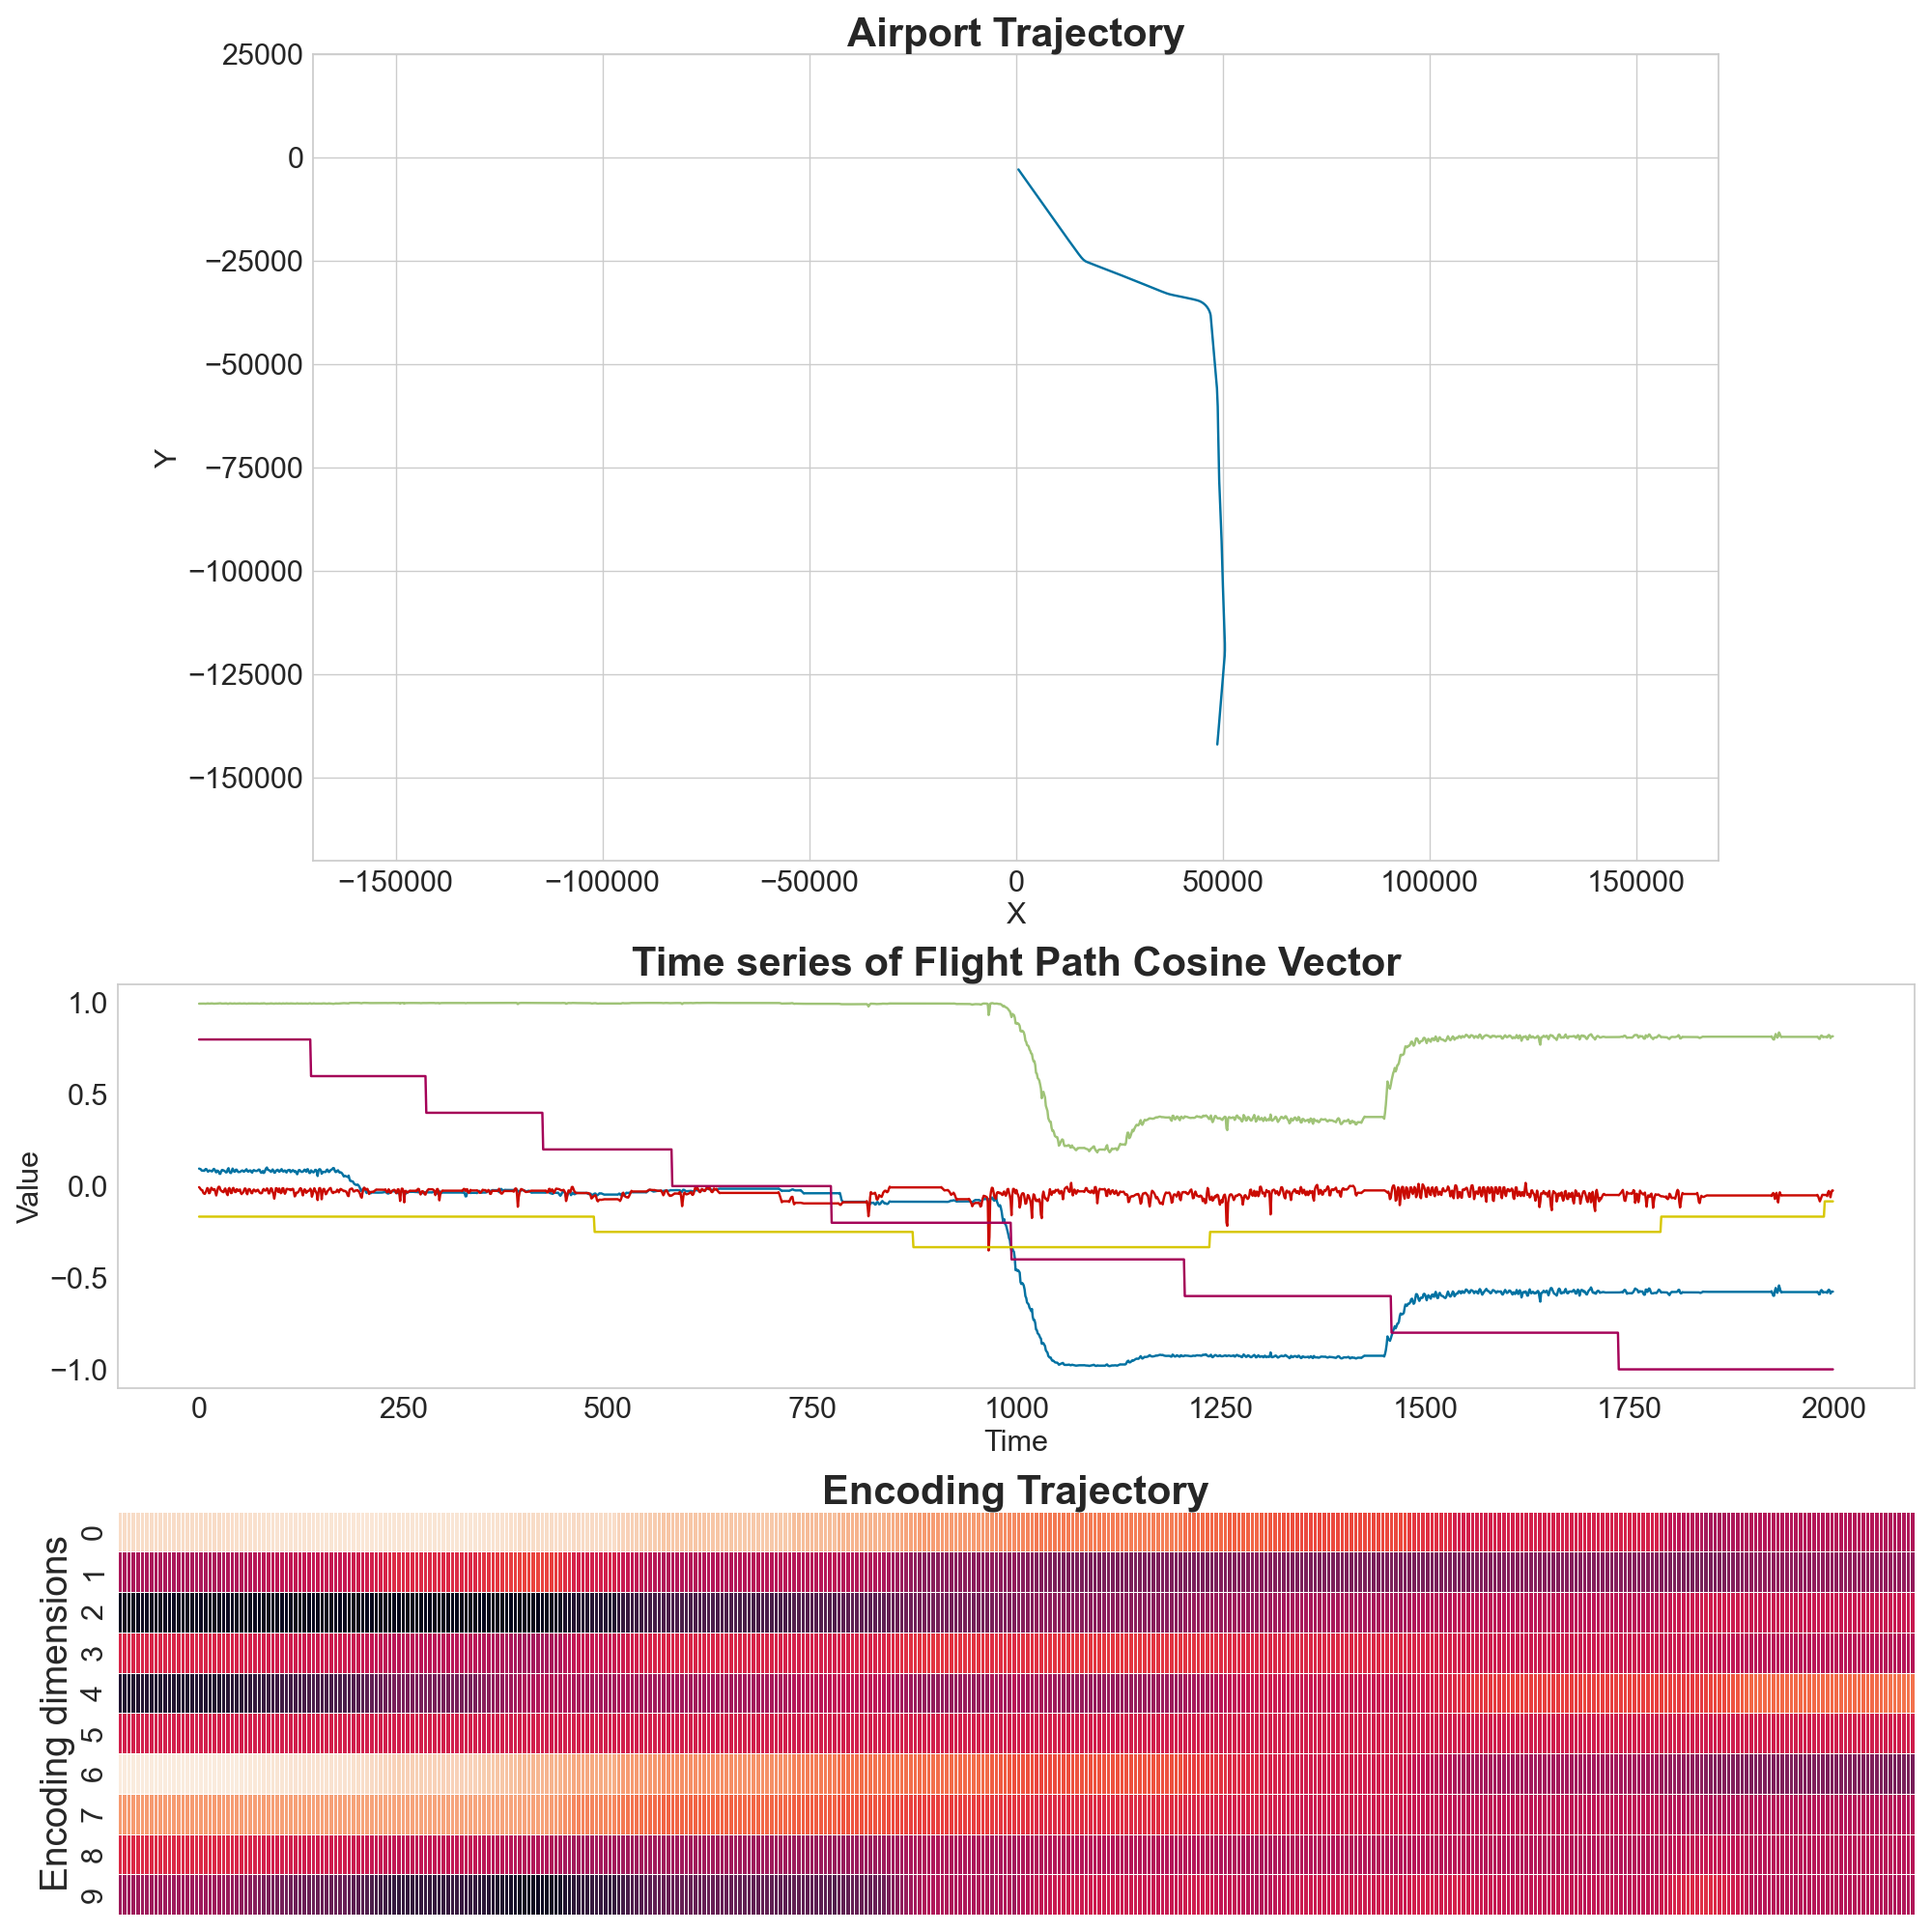 Airport Trajectory
25000
0
−25000
−50000
−75000
−100000
−125000
−150000
Y
−150000 −100000 −50000 0 50000 100000 150000
X
Time series of Flight Path Cosine Vector
1.0
0.5
0.0
−0.5
−1.0
Value
0 250 500 750 1000 1250 1500 1750 2000
Time
Encoding Trajectory
0
1
2
3
4
5
6
7
8
9
Encoding dimensions